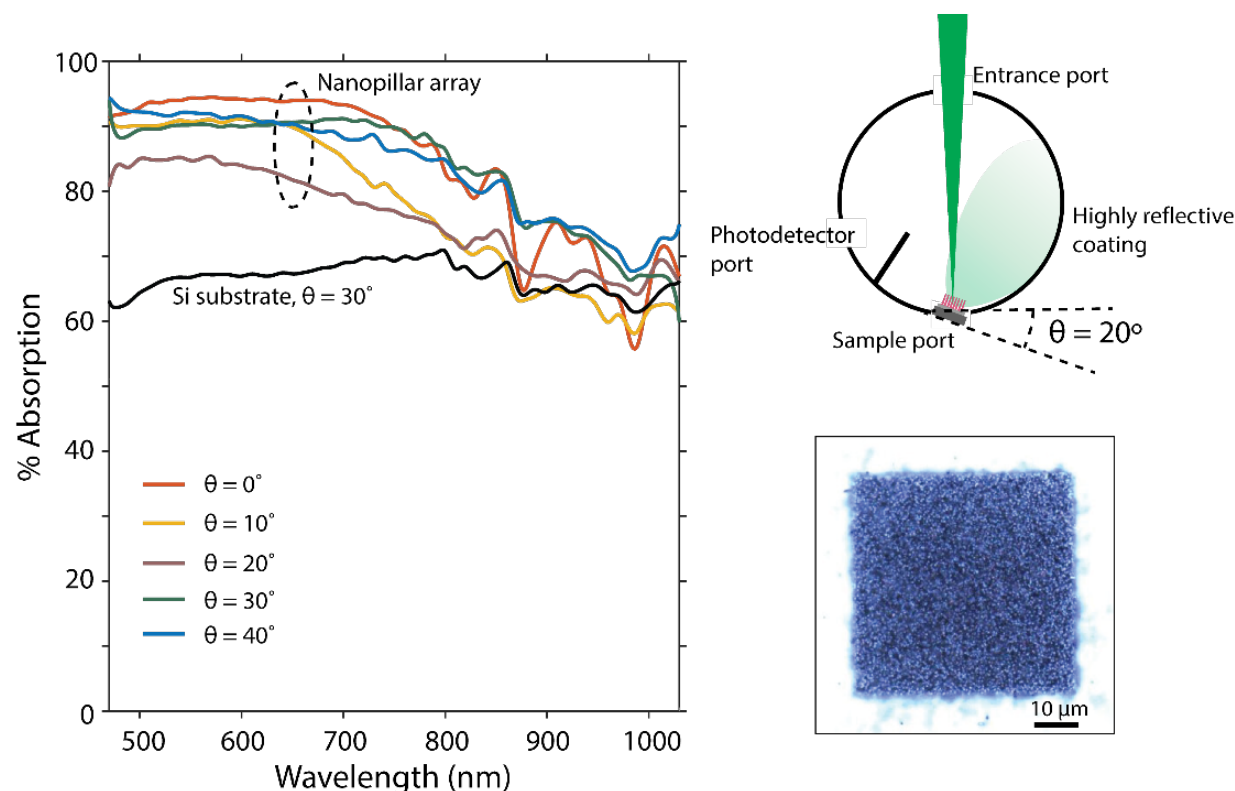 100
80
60
40
20
0
% Absorption
500
600
700
800
900
1000
Wavelength (nm)
Nanopillar array
Si substrate, θ = 30°
θ = 0°
θ = 10°
θ = 20°
θ = 30°
θ = 40°
Entrance port
Highly reflective
coating
Photodetector
port
Sample port
θ = 20°
10 µm